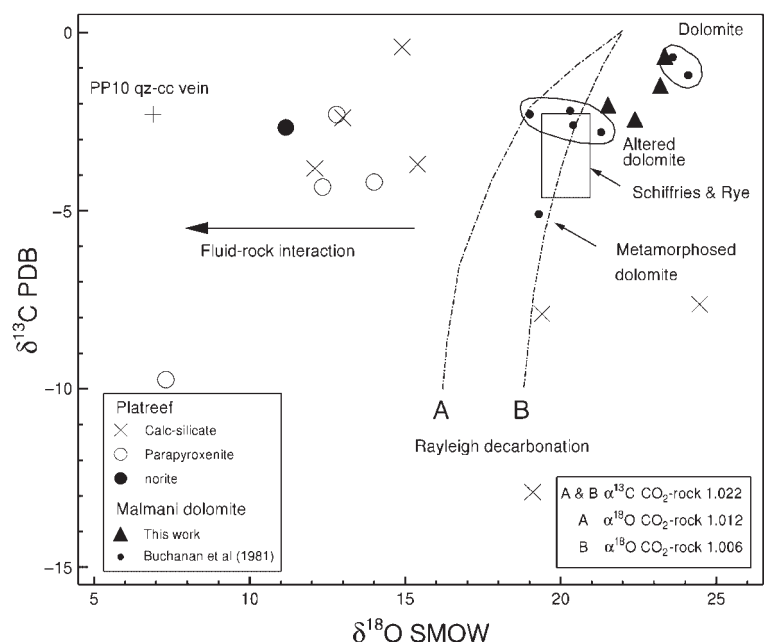 0
Dolomite
PP10 qz-cc vein
Altered
dolomite
Schiffries & Rye
−5
Fluid-rock interaction
Metamorphosed
dolomite
δ¹³C PDB
−10
A
B
Platreef
Calc-silicate
Parapyroxenite
norite
Malmani dolomite
This work
Buchanan et al (1981)
Rayleigh decarbonation
A & B α¹³C CO₂-rock 1.022
A α¹⁸O CO₂-rock 1.012
B α¹⁸O CO₂-rock 1.006
−15
5 10 15 20 25
δ¹⁸O SMOW